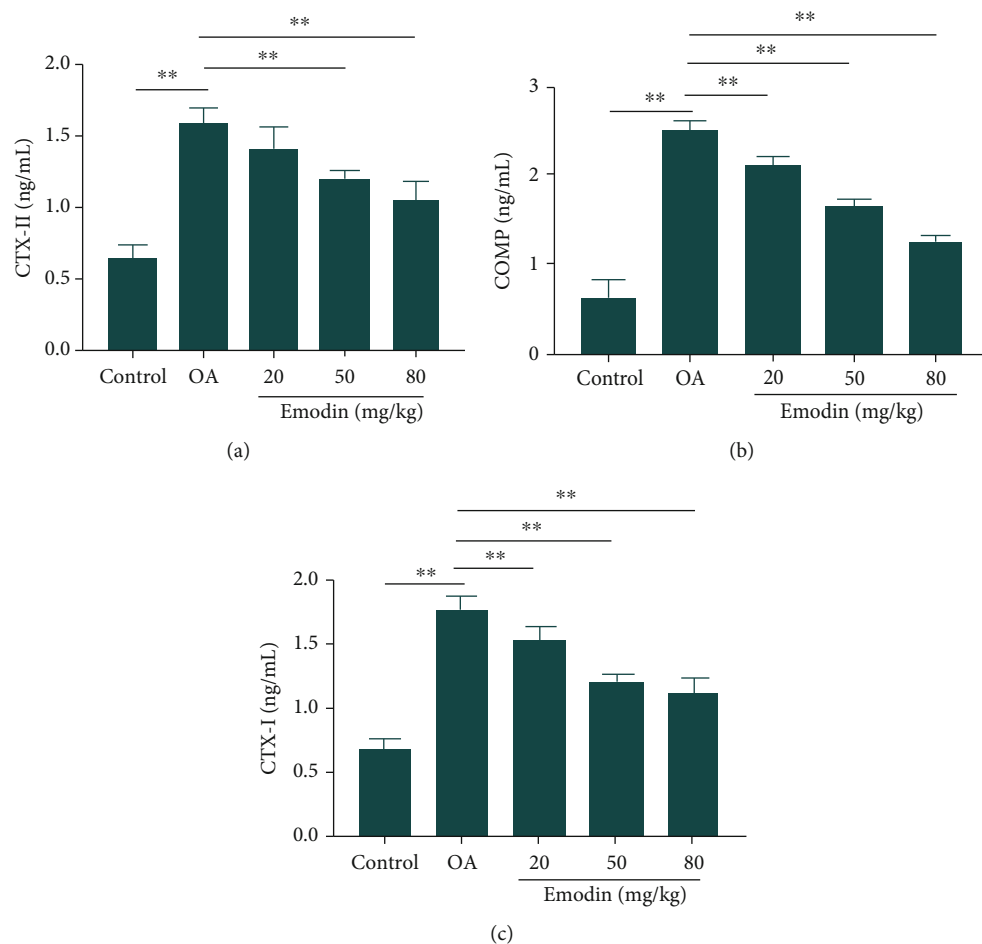 **
**
**
2.0
1.5
1.0
0.5
0.0
CTX-II (ng/mL)
Control OA 20 50 80
Emodin (mg/kg)
(a)
**
**
**
**
3
2
1
0
COMP (ng/mL)
Control OA 20 50 80
Emodin (mg/kg)
(b)
**
**
**
**
2.0
1.5
1.0
0.5
0.0
CTX-I (ng/mL)
Control OA 20 50 80
Emodin (mg/kg)
(c)